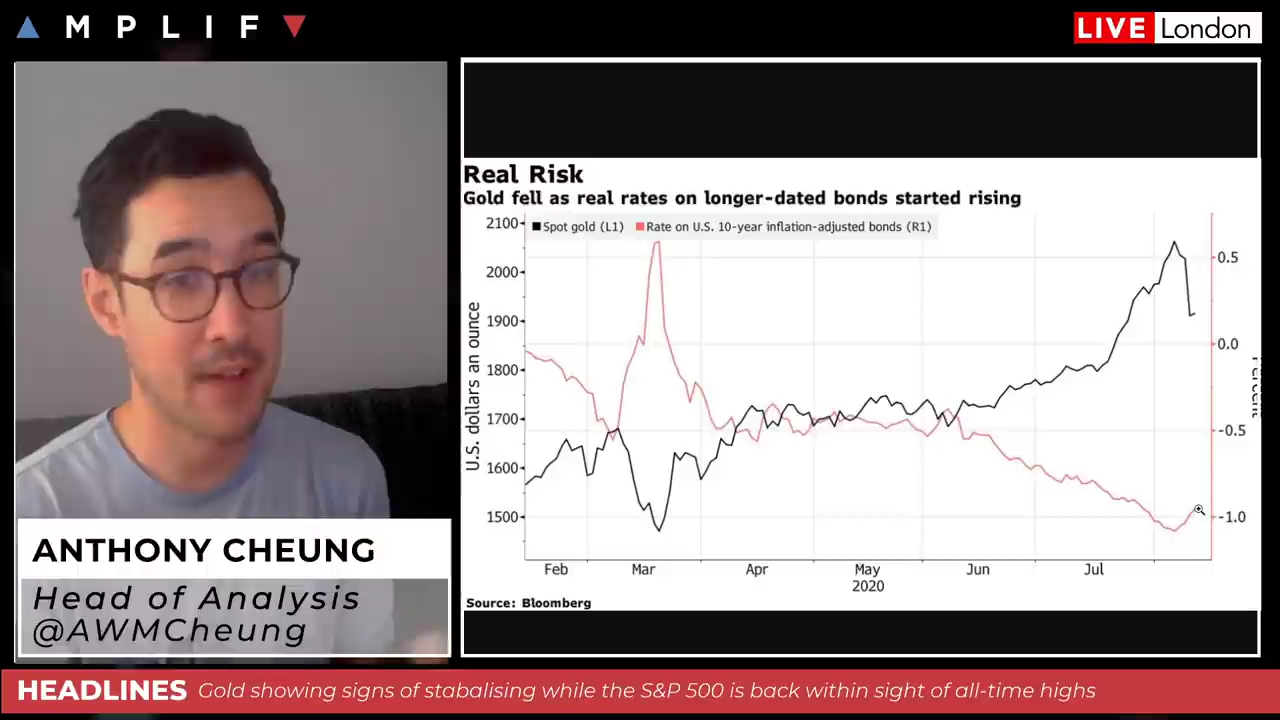 AMPLIFY
LIVE London
Real Risk
Gold fell as real rates on longer-dated bonds started rising
Spot gold (L1) Rate on U.S. 10-year inflation-adjusted bonds (R1)
U.S. dollars an ounce
2100
2000
1900
1800
1700
1600
1500
0.5
0.0
-0.5
-1.0
Percent
Feb Mar Apr May Jun Jul
2020
Source: Bloomberg
ANTHONY CHEUNG
Head of Analysis
@AWMCheung
HEADLINES Gold showing signs of stabalising while the S&P 500 is back within sight of all-time highs